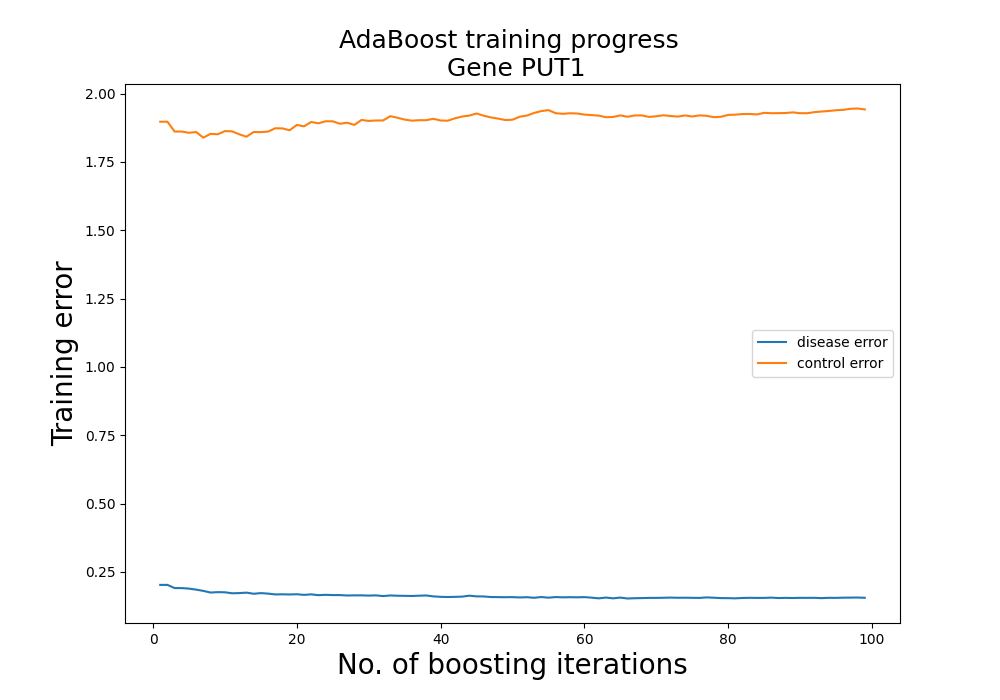 AdaBoost training progress
Gene PUT1
2.00
1.75
1.50
1.25
1.00
0.75
0.50
0.25
Training error
disease error
control error
0 20 40 60 80 100
No. of boosting iterations